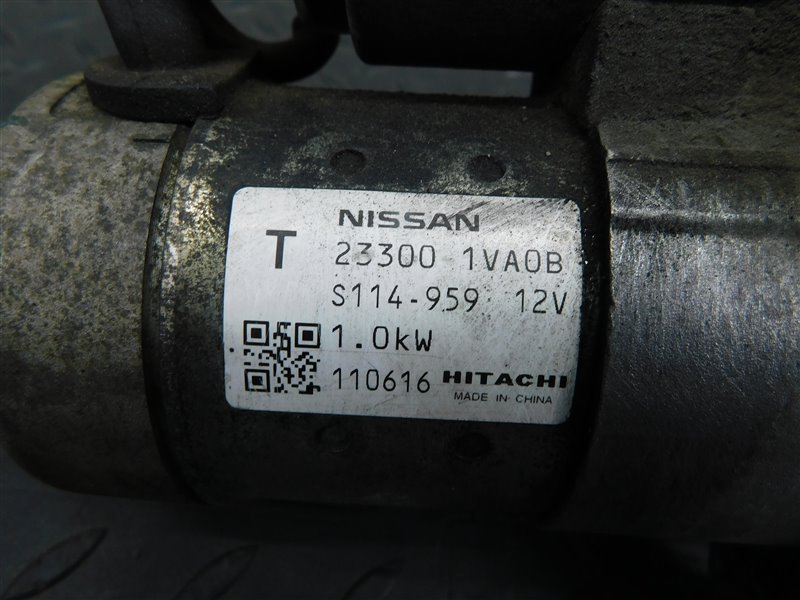 NISSAN
T 23300 1VA0B
S114-959 12V
1.0kW
110616 HITACHI
MADE IN CHINA